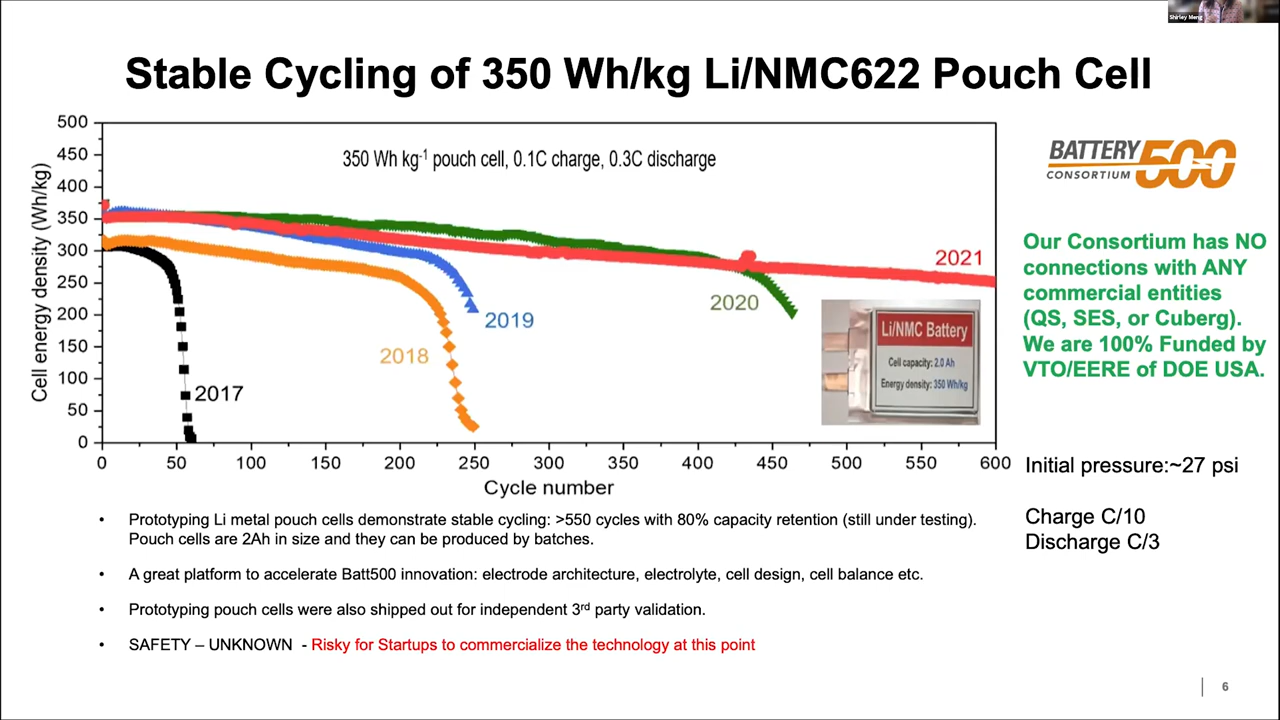 Shirley Meng
Stable Cycling of 350 Wh/kg Li/NMC622 Pouch Cell
500
450
400
350
300
250
200
150
100
50
0
Cell energy density (Wh/kg)
350 Wh kg-1 pouch cell, 0.1C charge, 0.3C discharge
2021
2020
2019
2018
2017
Li/NMC Battery
Cell capacity: 2.0 Ah
Energy density: 350 Wh/kg
0 50 100 150 200 250 300 350 400 450 500 550 600
Cycle number
BATTERY 500
CONSORTIUM
Our Consortium has NO
connections with ANY
commercial entities
(QS, SES, or Cuberg).
We are 100% Funded by
VTO/EERE of DOE USA.
Initial pressure:~27 psi
Charge C/10
Discharge C/3
• Prototyping Li metal pouch cells demonstrate stable cycling: >550 cycles with 80% capacity retention (still under testing).
Pouch cells are 2Ah in size and they can be produced by batches.
• A great platform to accelerate Batt500 innovation: electrode architecture, electrolyte, cell design, cell balance etc.
• Prototyping pouch cells were also shipped out for independent 3rd party validation.
• SAFETY – UNKNOWN - Risky for Startups to commercialize the technology at this point
6